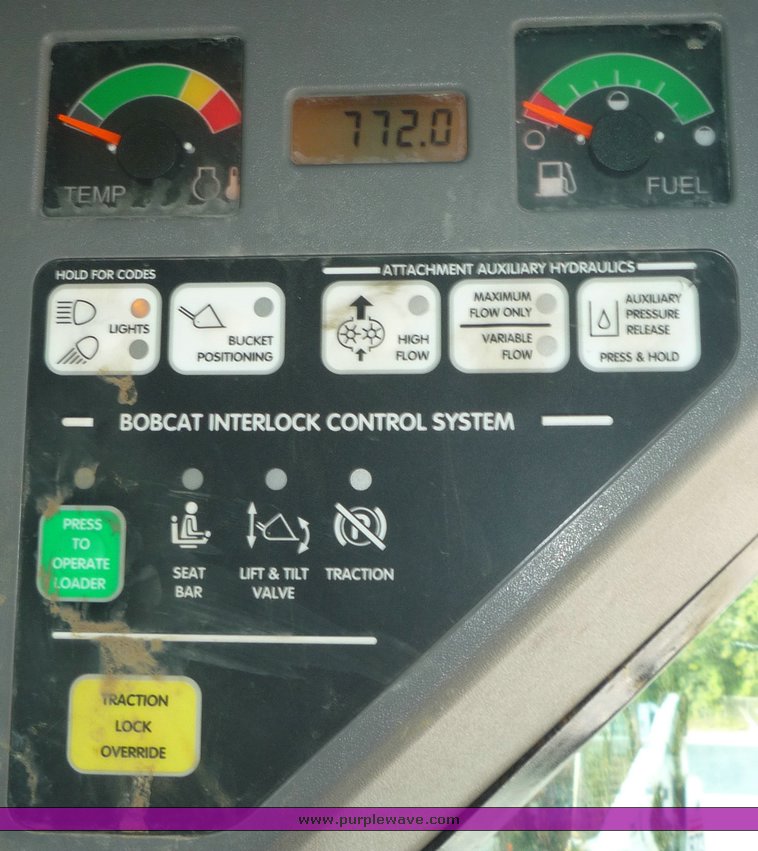 772.0
TEMP
FUEL
HOLD FOR CODES
ATTACHMENT AUXILIARY HYDRAULICS
LIGHTS
BUCKET
POSITIONING
HIGH
FLOW
MAXIMUM
FLOW ONLY
VARIABLE
FLOW
AUXILIARY
PRESSURE
RELEASE
PRESS & HOLD
BOBCAT INTERLOCK CONTROL SYSTEM
PRESS
TO
OPERATE
LOADER
SEAT
BAR
LIFT & TILT
VALVE
P
TRACTION
TRACTION
LOCK
OVERRIDE
www.purplewave.com